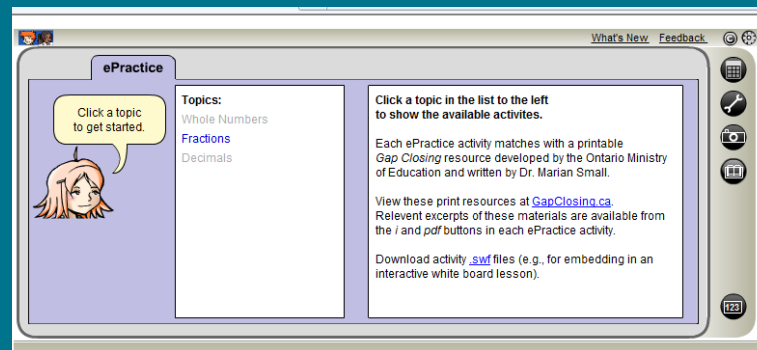 What's New Feedback
ePractice
Click a topic
to get started.
Topics:
Whole Numbers
Fractions
Decimals
Click a topic in the list to the left
to show the available activites.
Each ePractice activity matches with a printable
Gap Closing resource developed by the Ontario Ministry
of Education and written by Dr. Marian Small.
View these print resources at GapClosing.ca.
Relevent excerpts of these materials are available from
the i and pdf buttons in each ePractice activity.
Download activity .swf files (e.g., for embedding in an
interactive white board lesson).
123